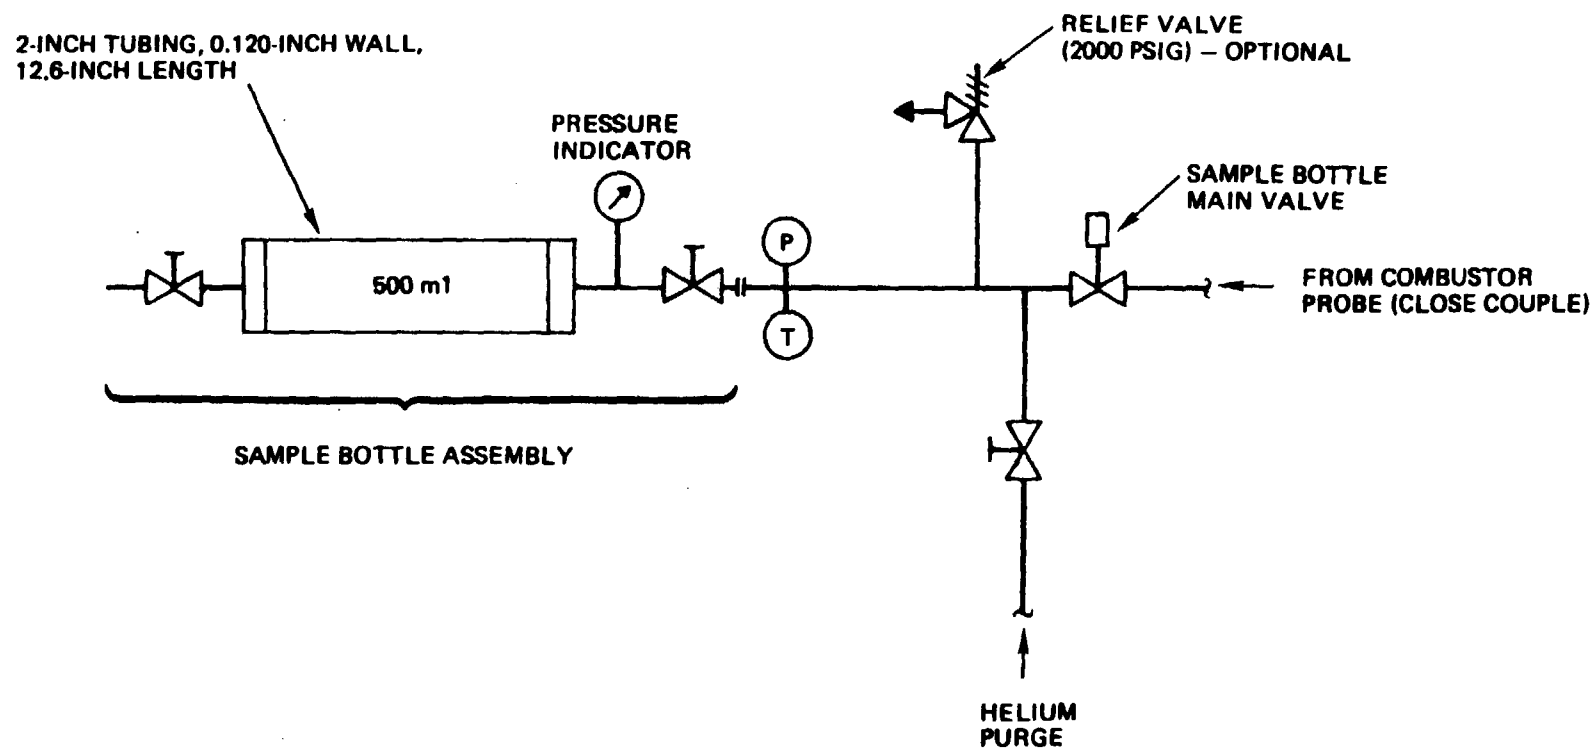 RELIEF VALVE
(2000 PSIG) – OPTIONAL
2-INCH TUBING, 0.120-INCH WALL,
12.6-INCH LENGTH
PRESSURE
INDICATOR
SAMPLE BOTTLE
MAIN VALVE
P
500 m1
FROM COMBUSTOR
PROBE (CLOSE COUPLE)
T
SAMPLE BOTTLE ASSEMBLY
HELIUM
PURGE